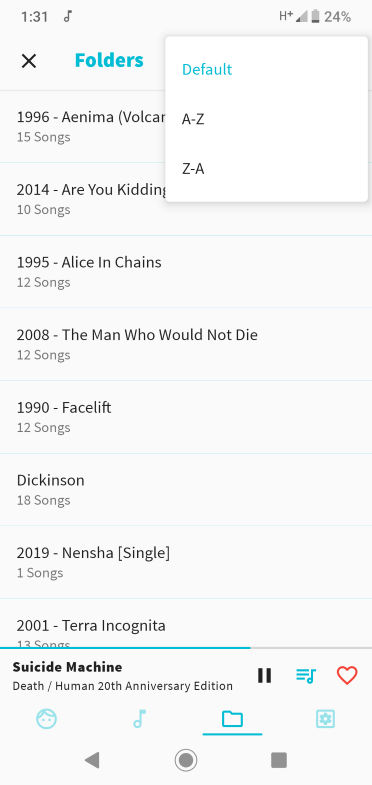 1:31 H+ 24%
Folders
Default
A-Z
Z-A
1996 - Aenima (Volcan
15 Songs
2014 - Are You Kidding
10 Songs
1995 - Alice In Chains
12 Songs
2008 - The Man Who Would Not Die
12 Songs
1990 - Facelift
12 Songs
Dickinson
18 Songs
2019 - Nensha [Single]
1 Songs
2001 - Terra Incognita
13 Songs
Suicide Machine
Death / Human 20th Anniversary Edition